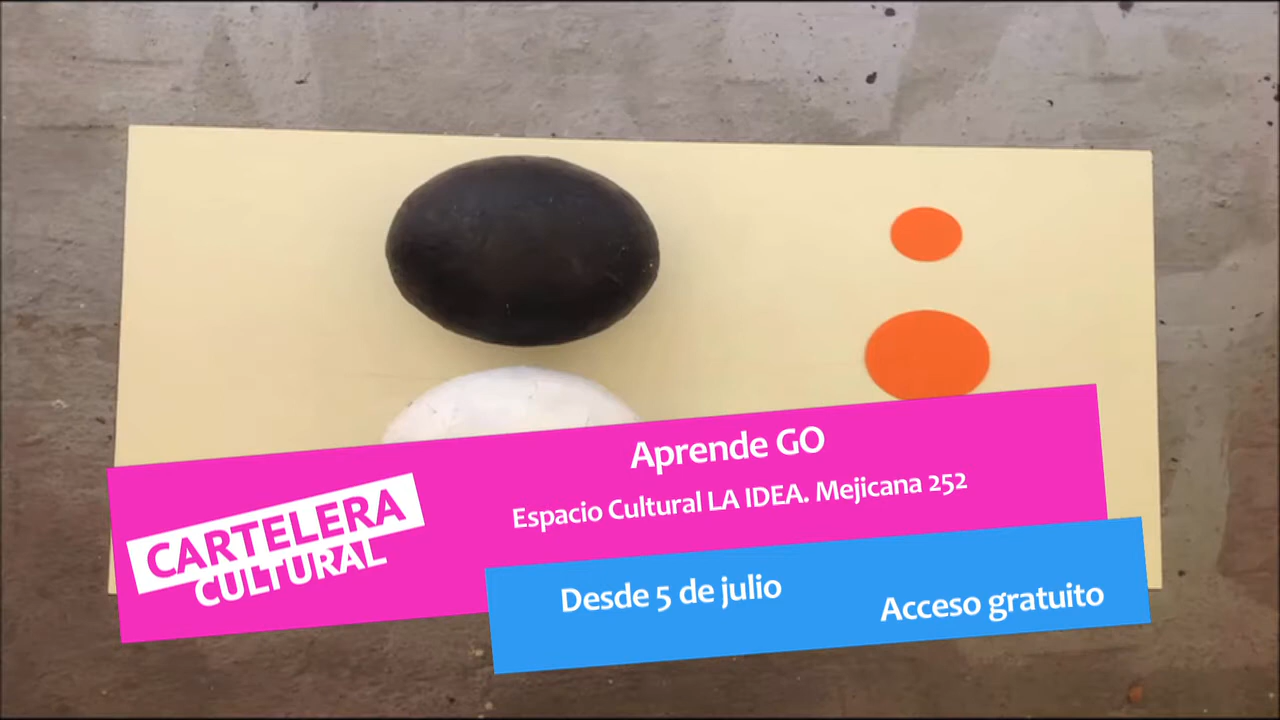 Aprende GO
Espacio Cultural LA IDEA. Mejicana 252
CARTELERA
CULTURAL
Desde 5 de julio
Acceso gratuito